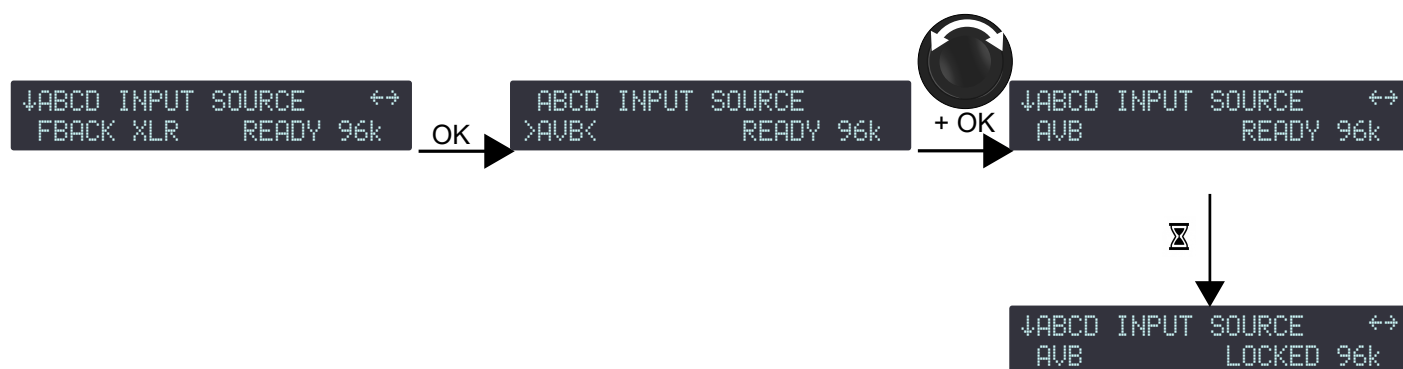 ↓ABCD INPUT SOURCE ←→
FBACK XLR READY 96k
OK
ABCD INPUT SOURCE
>AVB< READY 96k
+ OK
↓ABCD INPUT SOURCE ←→
AVB READY 96k
↓ABCD INPUT SOURCE ←→
AVB LOCKED 96k